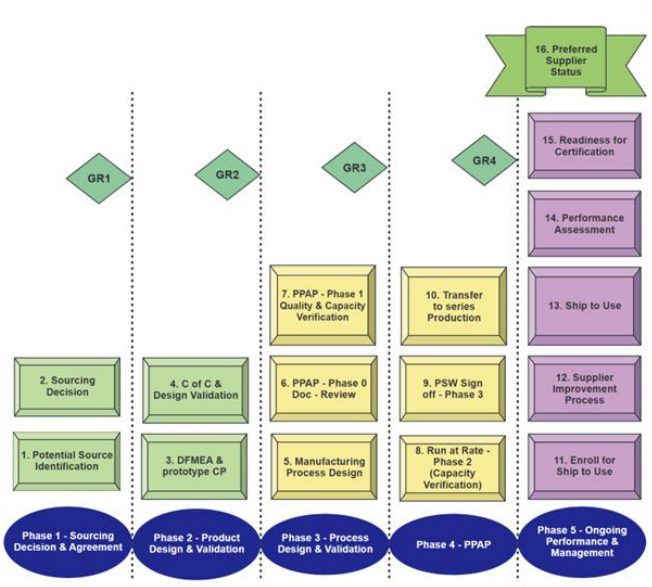 16. Preferred
Supplier
Status
15. Readiness for
Certification
GR1
GR2
GR3
GR4
14. Performance
Assessment
7. PPAP - Phase 1
Quality & Capacity
Verification
10. Transfer
to series
Production
13. Ship to Use
2. Sourcing
Decision
4. C of C &
Design Validation
6. PPAP - Phase 0
Doc - Review
9. PSW Sign
off - Phase 3
12. Supplier
Improvement
Process
1. Potential Source
Identification
3. DFMEA &
prototype CP
5. Manufacturing
Process Design
8. Run at Rate -
Phase 2
(Capacity
Verification)
11. Enroll for
Ship to Use
Phase 1 - Sourcing
Decision & Agreement
Phase 2 - Product
Design & Validation
Phase 3 - Process
Design & Validation
Phase 4 - PPAP
Phase 5 - Ongoing
Performance &
Management